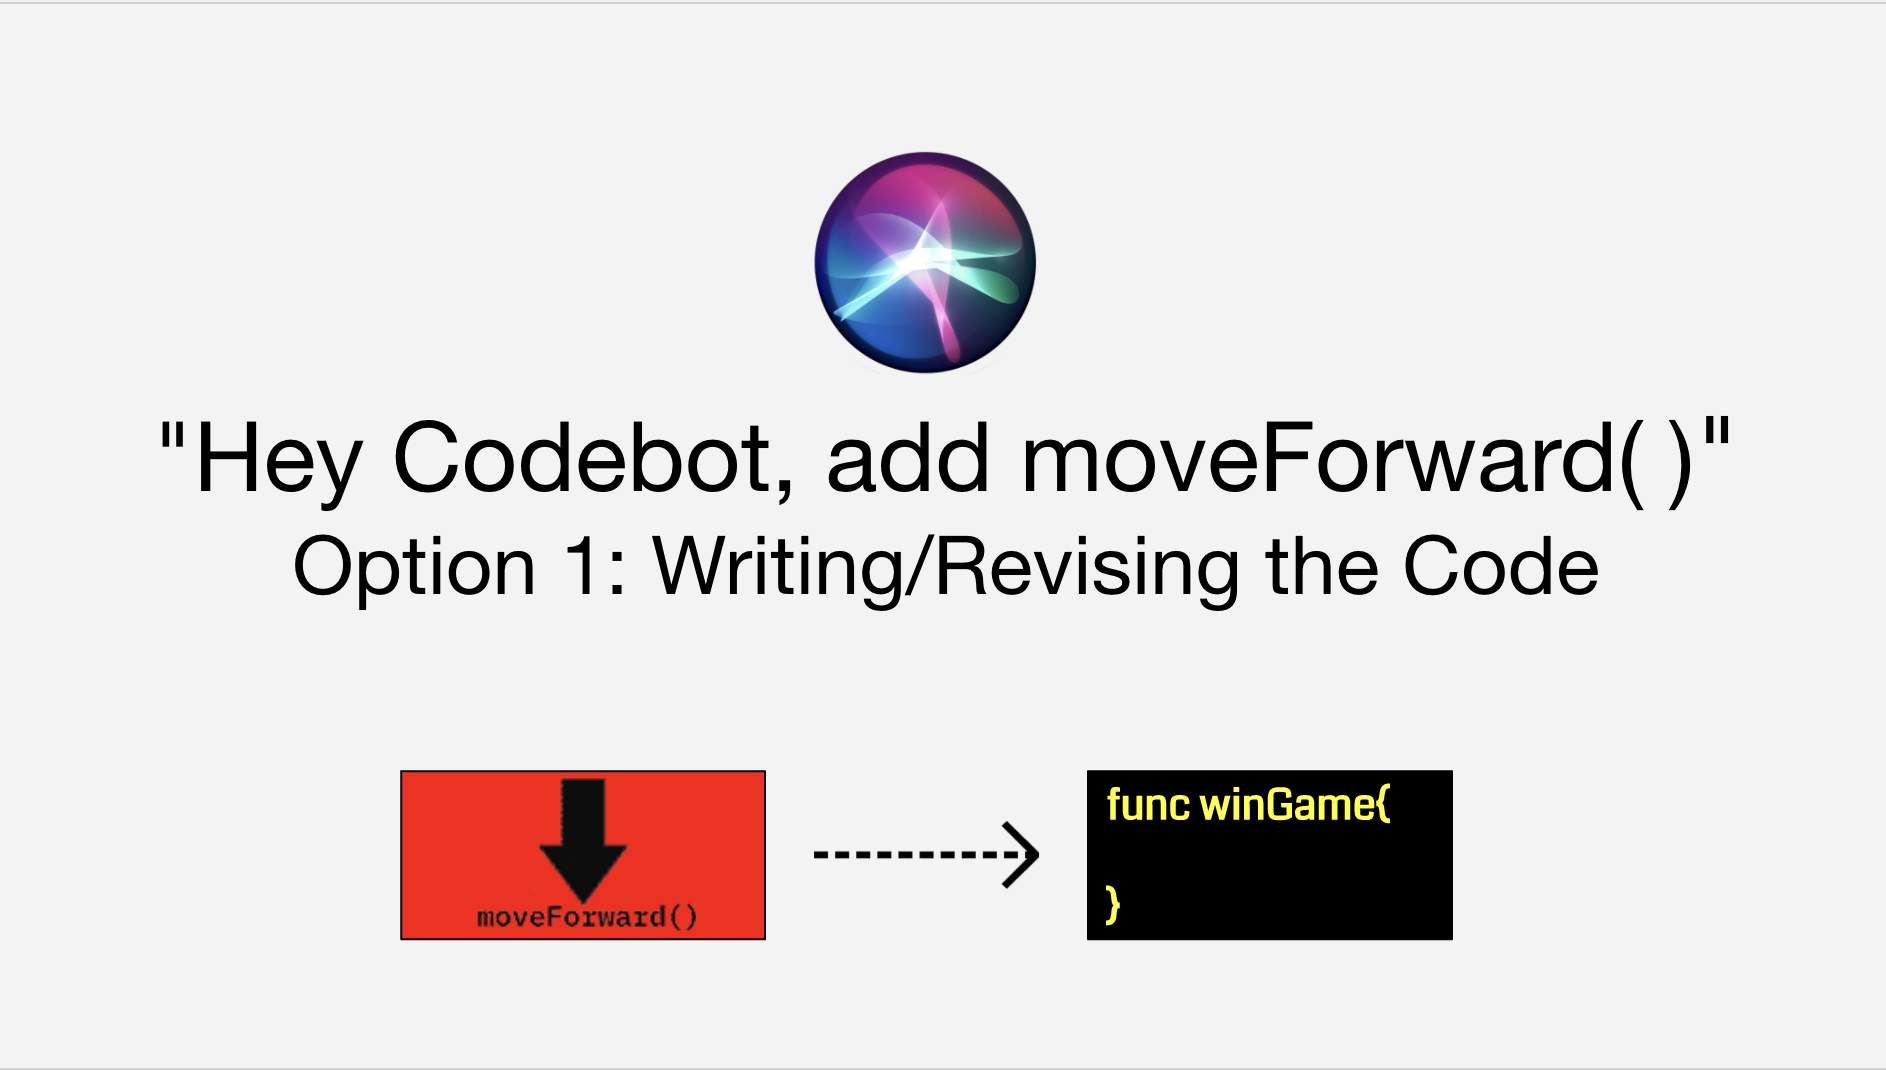 "Hey Codebot, add moveForward( )"
Option 1: Writing/Revising the Code
moveForward()
func winGame{
}